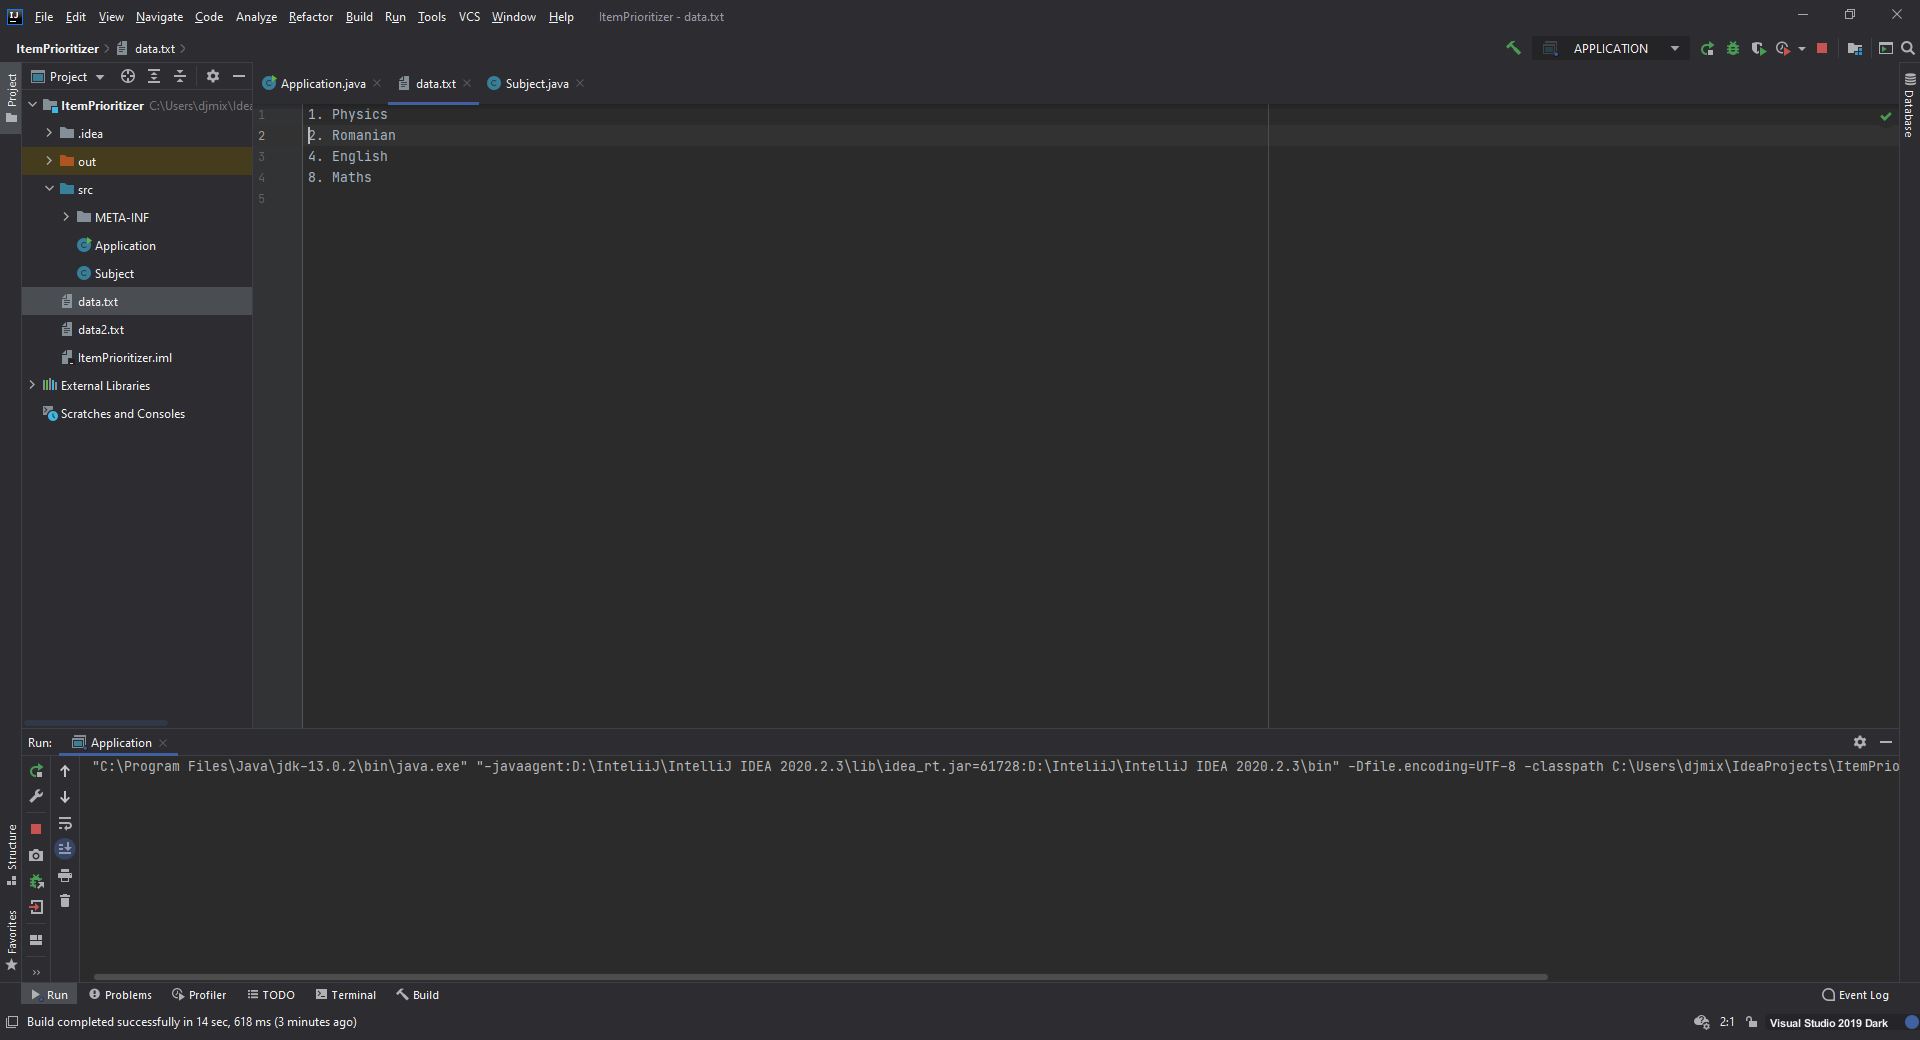 File Edit View Navigate Code Analyze Refactor Build Run Tools VCS Window Help ItemPrioritizer - data.txt
ItemPrioritizer data.txt
APPLICATION
Project
Project
Application.java data.txt Subject.java
ItemPrioritizer C:\Users\djmix\Idea
.idea
out
src
META-INF
Application
Subject
data.txt
data2.txt
ItemPrioritizer.iml
External Libraries
Scratches and Consoles
1 1. Physics
2 2. Romanian
3 4. English
4 8. Maths
5
Database
Run: Application
"C:\Program Files\Java\jdk-13.0.2\bin\java.exe" "-javaagent:D:\InteliiJ\IntelliJ IDEA 2020.2.3\lib\idea_rt.jar=61728:D:\InteliiJ\IntelliJ IDEA 2020.2.3\bin" -Dfile.encoding=UTF-8 -classpath C:\Users\djmix\IdeaProjects\ItemPrio
Structure
Favorites
Run Problems Profiler TODO Terminal Build Event Log
Build completed successfully in 14 sec, 618 ms (3 minutes ago) 2:1 Visual Studio 2019 Dark